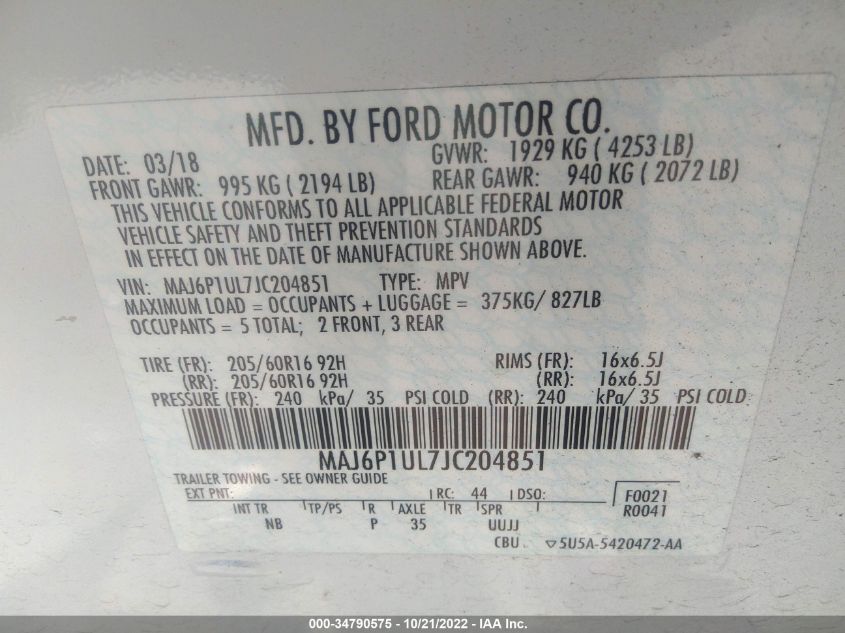 MFD. BY FORD MOTOR CO.
DATE: 03/18 GVWR: 1929 KG ( 4253 LB)
FRONT GAWR: 995 KG ( 2194 LB) REAR GAWR: 940 KG ( 2072 LB)
THIS VEHICLE CONFORMS TO ALL APPLICABLE FEDERAL MOTOR
VEHICLE SAFETY AND THEFT PREVENTION STANDARDS
IN EFFECT ON THE DATE OF MANUFACTURE SHOWN ABOVE.
VIN: MAJ6P1UL7JC204851 TYPE: MPV
MAXIMUM LOAD = OCCUPANTS + LUGGAGE = 375KG/ 827LB
OCCUPANTS = 5 TOTAL; 2 FRONT, 3 REAR
TIRE (FR): 205/60R16 92H RIMS (FR): 16x6.5J
(RR): 205/60R16 92H (RR): 16x6.5J
PRESSURE (FR): 240 kPa/ 35 PSI COLD (RR): 240 kPa/ 35 PSI COLD
MAJ6P1UL7JC204851
TRAILER TOWING - SEE OWNER GUIDE
EXT PNT: RC: 44 DSO: F0021
R0041
INT TR TP/PS R AXLE TR SPR
NB P 35 UUJJ
CBU 5U5A-5420472-AA
000-34790575 - 10/21/2022 - IAA Inc.